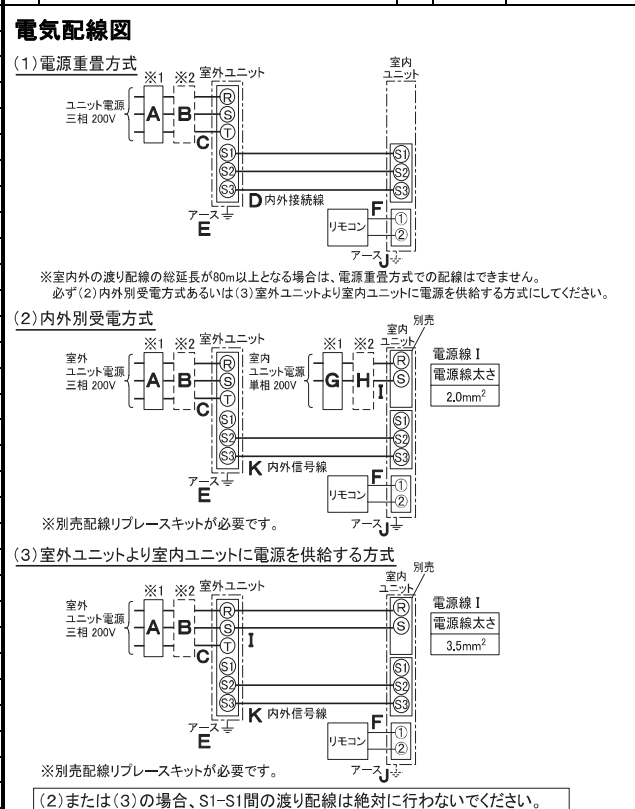 電気配線図
(1)電源重畳方式
※1 ※2 室外ユニット
室内
ユニット
ユニット電源
三相 200V
A
B
C
R
S
T
S1
S2
S3
S1
S2
S3
D 内外接続線
アース
E
F
リモコン
①
②
アース J
※室内外の渡り配線の総延長が80m以上となる場合は、電源重畳方式での配線はできません。
必ず(2)内外別受電方式あるいは(3)室外ユニットより室内ユニットに電源を供給する方式にしてください。
(2)内外別受電方式
※1 ※2 室外ユニット
※1 ※2
室内
ユニット
別売
室外
ユニット電源
三相 200V
A
B
C
R
S
T
S1
S2
S3
室内
ユニット電源
単相 200V
G
H
I
R
S
S1
S2
S3
電源線 I
電源線太さ
2.0mm²
K 内外信号線
アース
E
F
リモコン
①
②
アース J
※別売配線リプレースキットが必要です。
(3)室外ユニットより室内ユニットに電源を供給する方式
※1 ※2 室外ユニット
室内
ユニット
別売
室外
ユニット電源
三相 200V
A
B
C
R
S
T
S1
S2
S3
I
R
S
S1
S2
S3
電源線 I
電源線太さ
3.5mm²
K 内外信号線
アース
E
F
リモコン
①
②
アース J
※別売配線リプレースキットが必要です。
(2)または(3)の場合、S1-S1間の渡り配線は絶対に行わないでください。